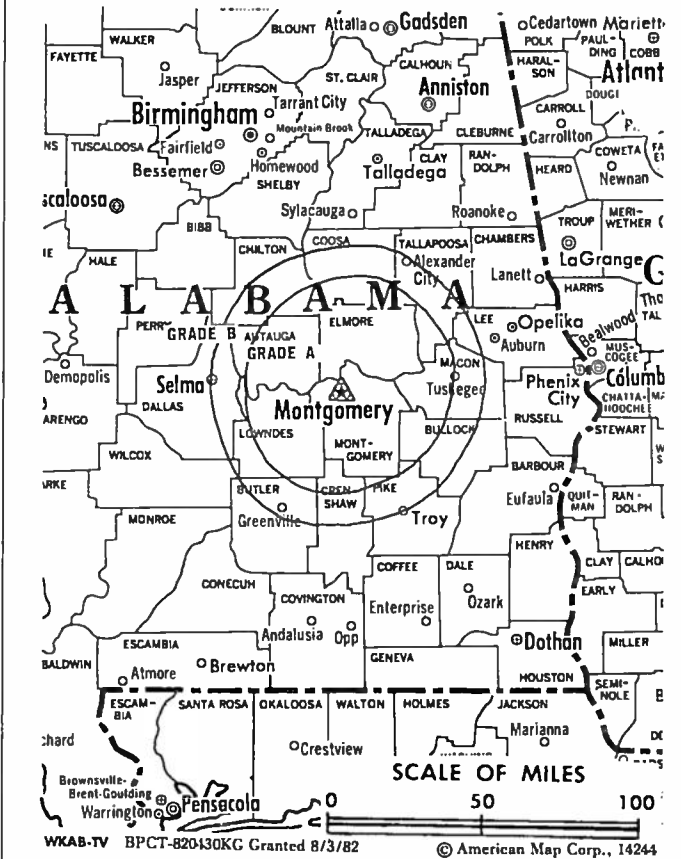 BLOUNT Attalla Gadsden Cedartown Mariett
WALKER POLK PAUL-
DING COBB
FAYETTE CALHOUN HARAL-
SON Atlant
Jasper ST. CLAIR DOUGL
JEFFERSON Anniston
Birmingham Tarrant City CARROLL
Mountain Brook TALLADEGA CLEBURNE Carrollton
NS TUSCALOOSA Fairfield CLAY RAN-
DOLPH COWETA
Bessemer Homewood Talladega HEARD Newnan
SHELBY
scaloosa Sylacauga Roanoke MERI-
WETHER
BIBB TROUP
COOSA TALLAPOOSA CHAMBERS
HALE CHILTON Alexander
City Lanett LaGrange
HARRIS
A L A B A M A
PERRY ELMORE LEE TAL
GRADE B AUTAUGA Opelika Bealwood
GRADE A Auburn MUS-
COGEE
Demopolis MACON
Selma Tuskegee Phenix
City Columb
DALLAS Montgomery CHATTA-
HOOCHEE
ARENGO RUSSELL STEWART
LOWNDES MONT-
GOMERY BULLOCK
WILCOX BARBOUR
ARKE BUTLER CREN-
SHAW PIKE Eufaula QUIT-
MAN RAN-
DOLPH
MONROE Greenville Troy
HENRY
COFFEE DALE CLAY CALHO
CONECUH EARLY
COVINGTON Enterprise Ozark
Andalusia Opp
ESCAMBIA Dothan MILLER
BALDWIN GENEVA
Atmore Brewton HOUSTON SEMI-
NOLE
ESCAM-
BIA SANTA ROSA OKALOOSA WALTON HOLMES JACKSON
chard Marianna
Crestview
SCALE OF MILES
Brownsville-
Brent-Goulding
Warrington Pensacola 0 50 100
WKAB-TV BPCT-820430KG Granted 8/3/82 © American Map Corp., 14244